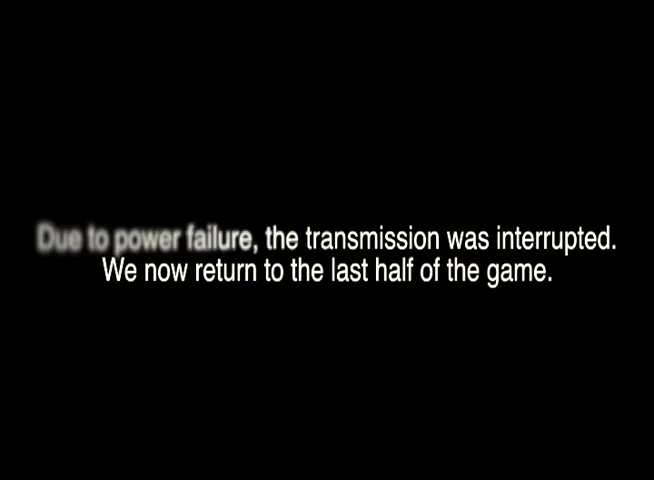 Due to power failure, the transmission was interrupted.
We now return to the last half of the game.